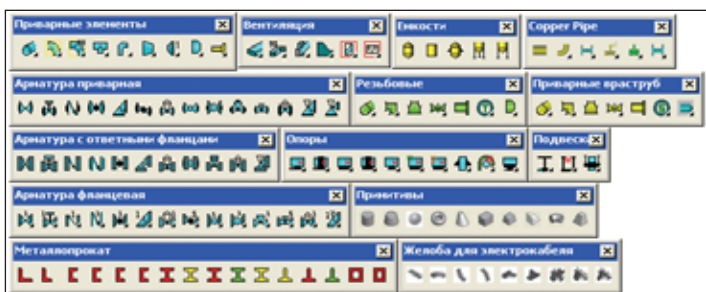 Приварные элементы
Вентиляция
Емкости
Copper Pipe
Арматура приварная
Резьбовые
Приварные враструб
Арматура с ответными фланцами
Опоры
Подвески
Арматура фланцевая
Примитивы
Металлопрокат
Желоба для электрокабеля